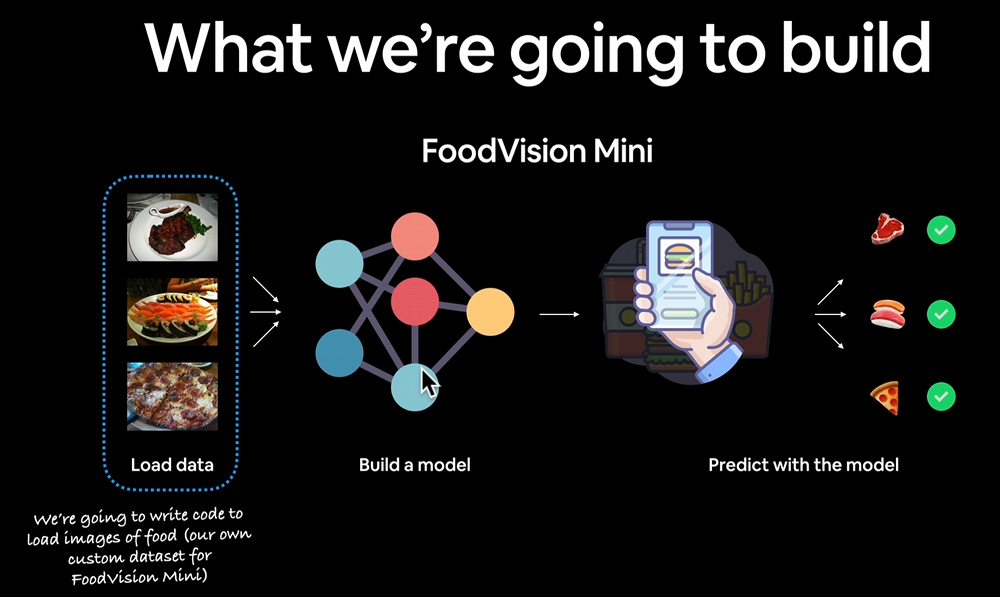 What we're going to build
FoodVision Mini
Load data
Build a model
Predict with the model
We're going to write code to
load images of food (our own
custom dataset for
FoodVision Mini)